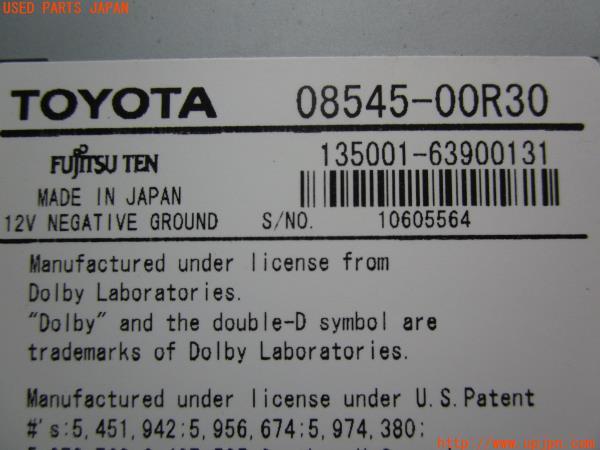 USED PARTS JAPAN
TOYOTA 08545-00R30
FUJITSU TEN 135001-63900131
MADE IN JAPAN
12V NEGATIVE GROUND S/NO. 10605564
Manufactured under license from
Dolby Laboratories.
"Dolby" and the double-D symbol are
trademarks of Dolby Laboratories.
Manufactured under license under U.S.Patent
#'s:5,451,942;5,956,674;5,974,380;
http://www.upjpn.com/